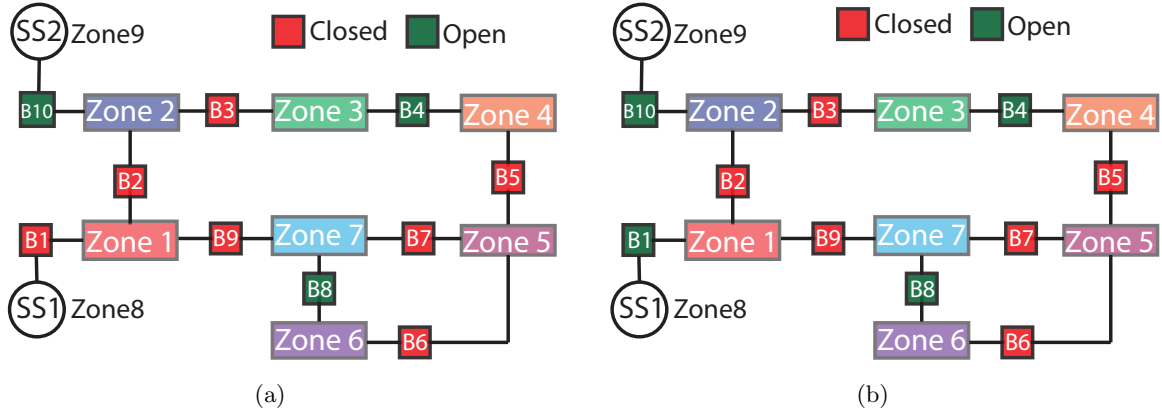 SS2 Zone9 Closed Open
B10 Zone 2 B3 Zone 3 B4 Zone 4
B2 B5
B1 Zone 1 B9 Zone 7 B7 Zone 5
B8
SS1 Zone8
Zone 6 B6
(a)
SS2 Zone9 Closed Open
B10 Zone 2 B3 Zone 3 B4 Zone 4
B2 B5
B1 Zone 1 B9 Zone 7 B7 Zone 5
B8
SS1 Zone8
Zone 6 B6
(b)